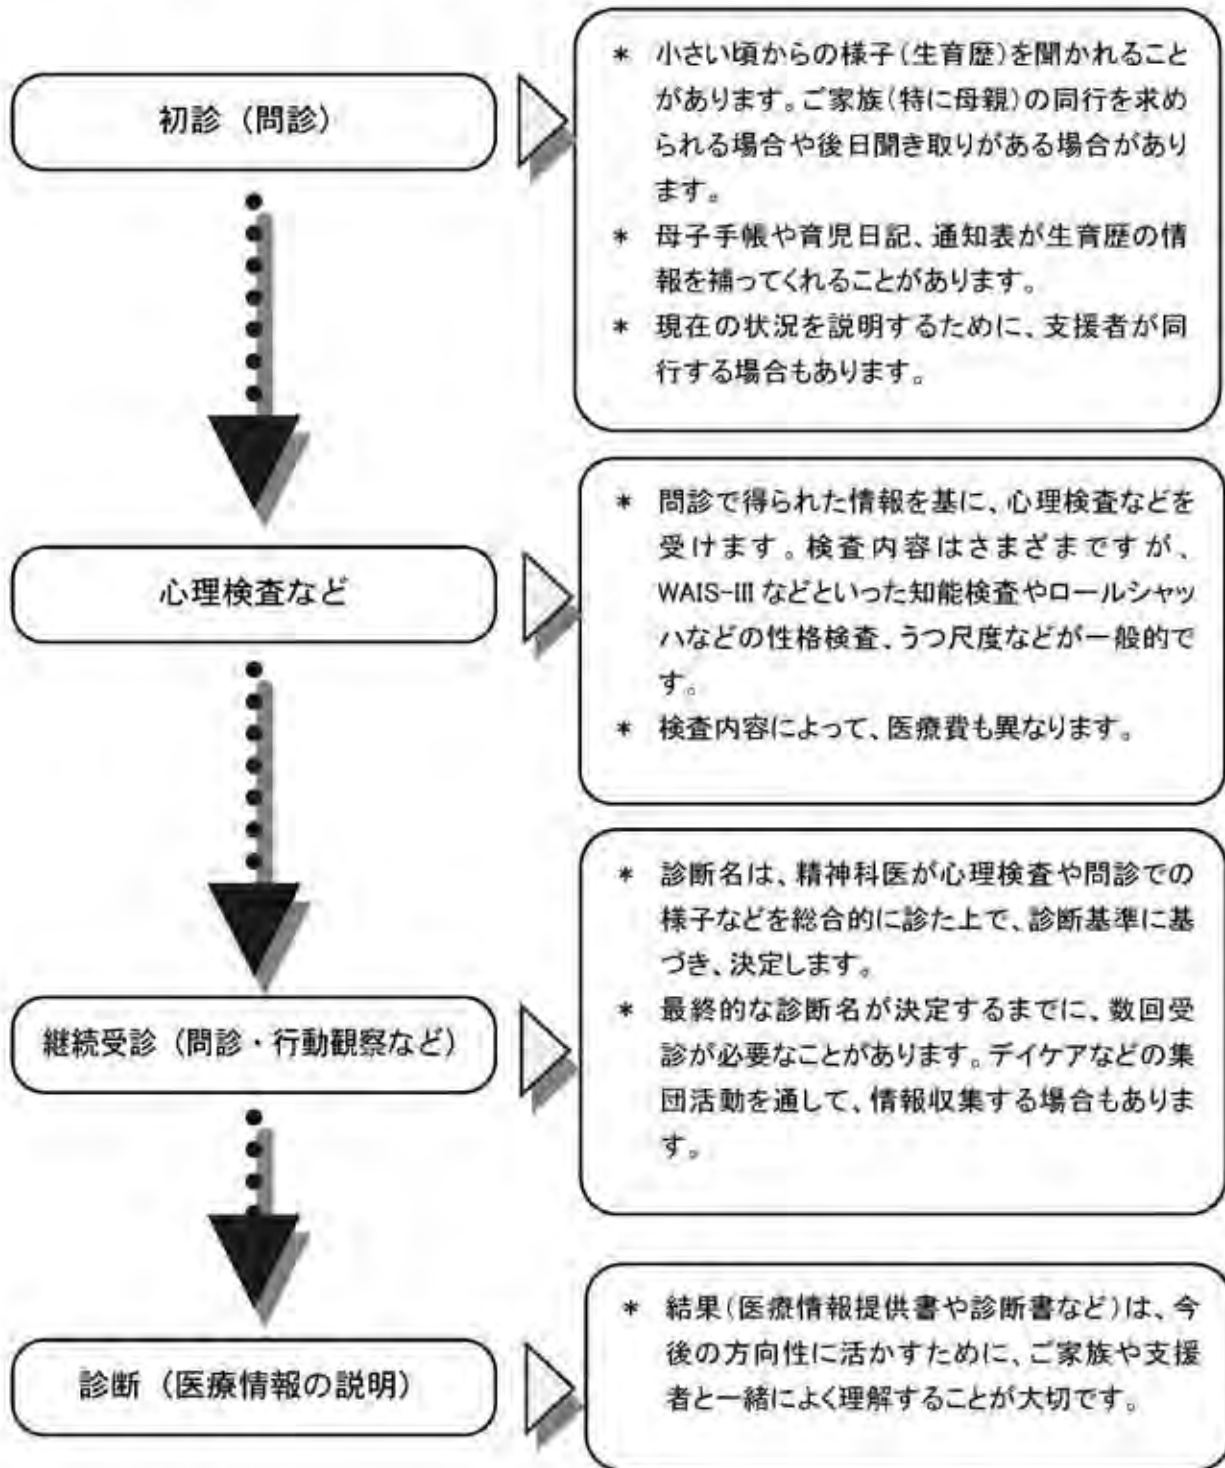 初診（問診）
* 小さい頃からの様子（生育歴）を聞かれること
があります。ご家族（特に母親）の同行を求め
られる場合や後日聞き取りがある場合があり
ます。
* 母子手帳や育児日記、通知表が生育歴の情
報を補ってくれることがあります。
* 現在の状況を説明するために、支援者が同
行する場合もあります。
心理検査など
* 問診で得られた情報を基に、心理検査などを
受けます。検査内容はさまざまですが、
WAIS-III などといった知能検査やロールシャッ
ハなどの性格検査、うつ尺度などが一般的で
す。
* 検査内容によって、医療費も異なります。
継続受診（問診・行動観察など）
* 診断名は、精神科医が心理検査や問診での
様子などを総合的に診た上で、診断基準に基
づき、決定します。
* 最終的な診断名が決定するまでに、数回受
診が必要なことがあります。デイケアなどの集
団活動を通して、情報収集する場合もありま
す。
診断（医療情報の説明）
* 結果（医療情報提供書や診断書など）は、今
後の方向性に活かすために、ご家族や支援
者と一緒によく理解することが大切です。